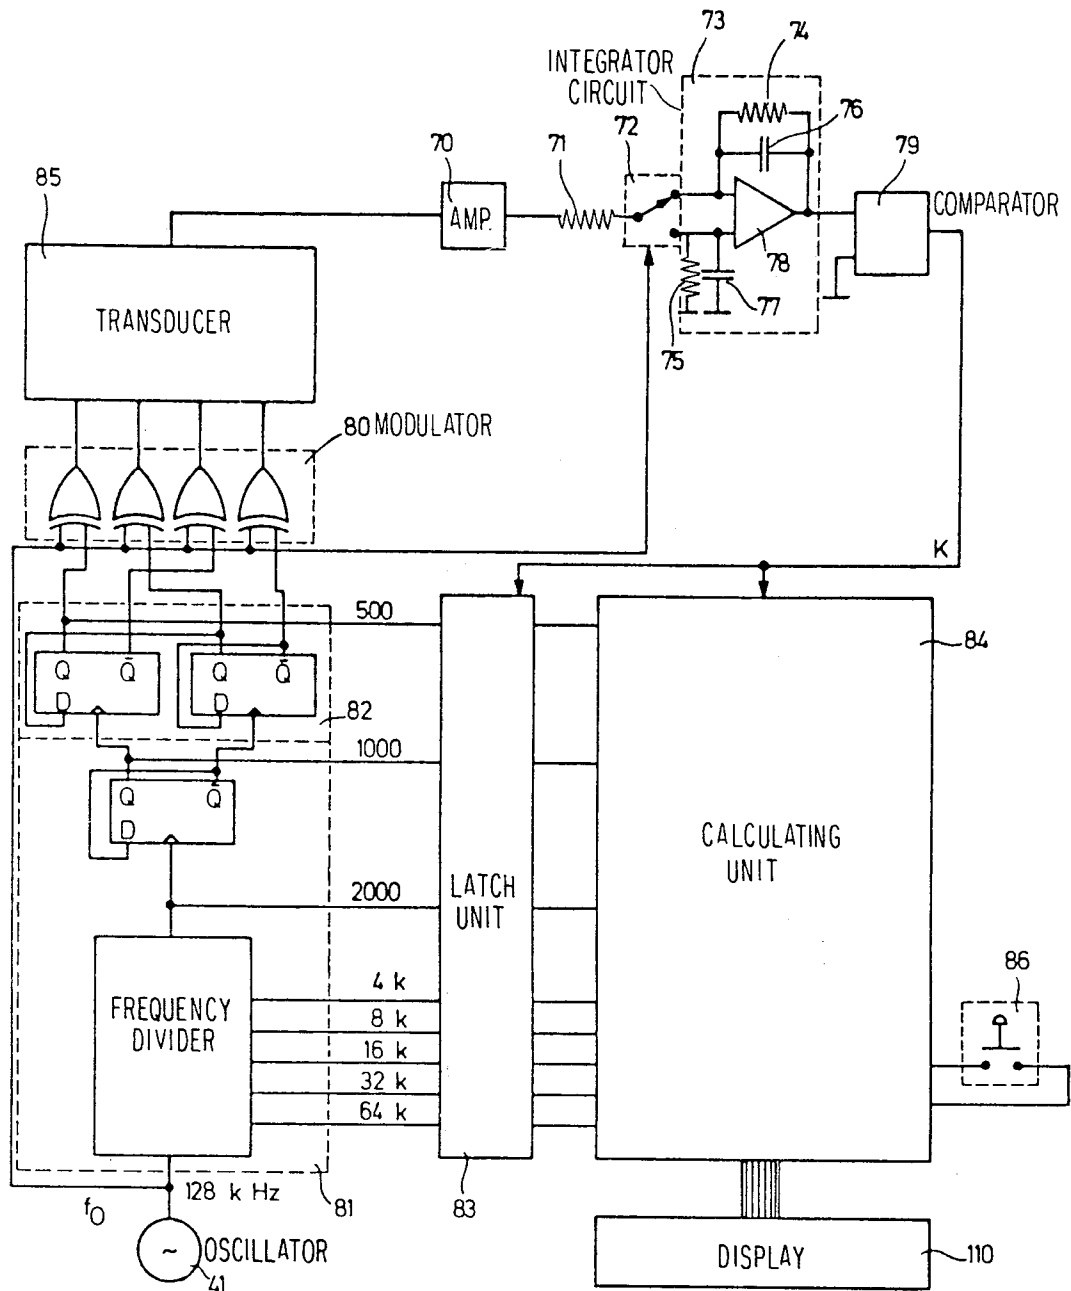 73
74
INTEGRATOR
CIRCUIT
72
76
70
71
79
85
AMP.
COMPARATOR
78
TRANSDUCER
77
75
80 MODULATOR
K
500
84
Q Q̄ Q Q̄
D D
82
1000
Q Q̄
D
CALCULATING
UNIT
2000
LATCH
UNIT
86
4 k
FREQUENCY
DIVIDER
8 k
16 k
32 k
64 k
128 k Hz
81
83
fO
OSCILLATOR
~
41
DISPLAY
110